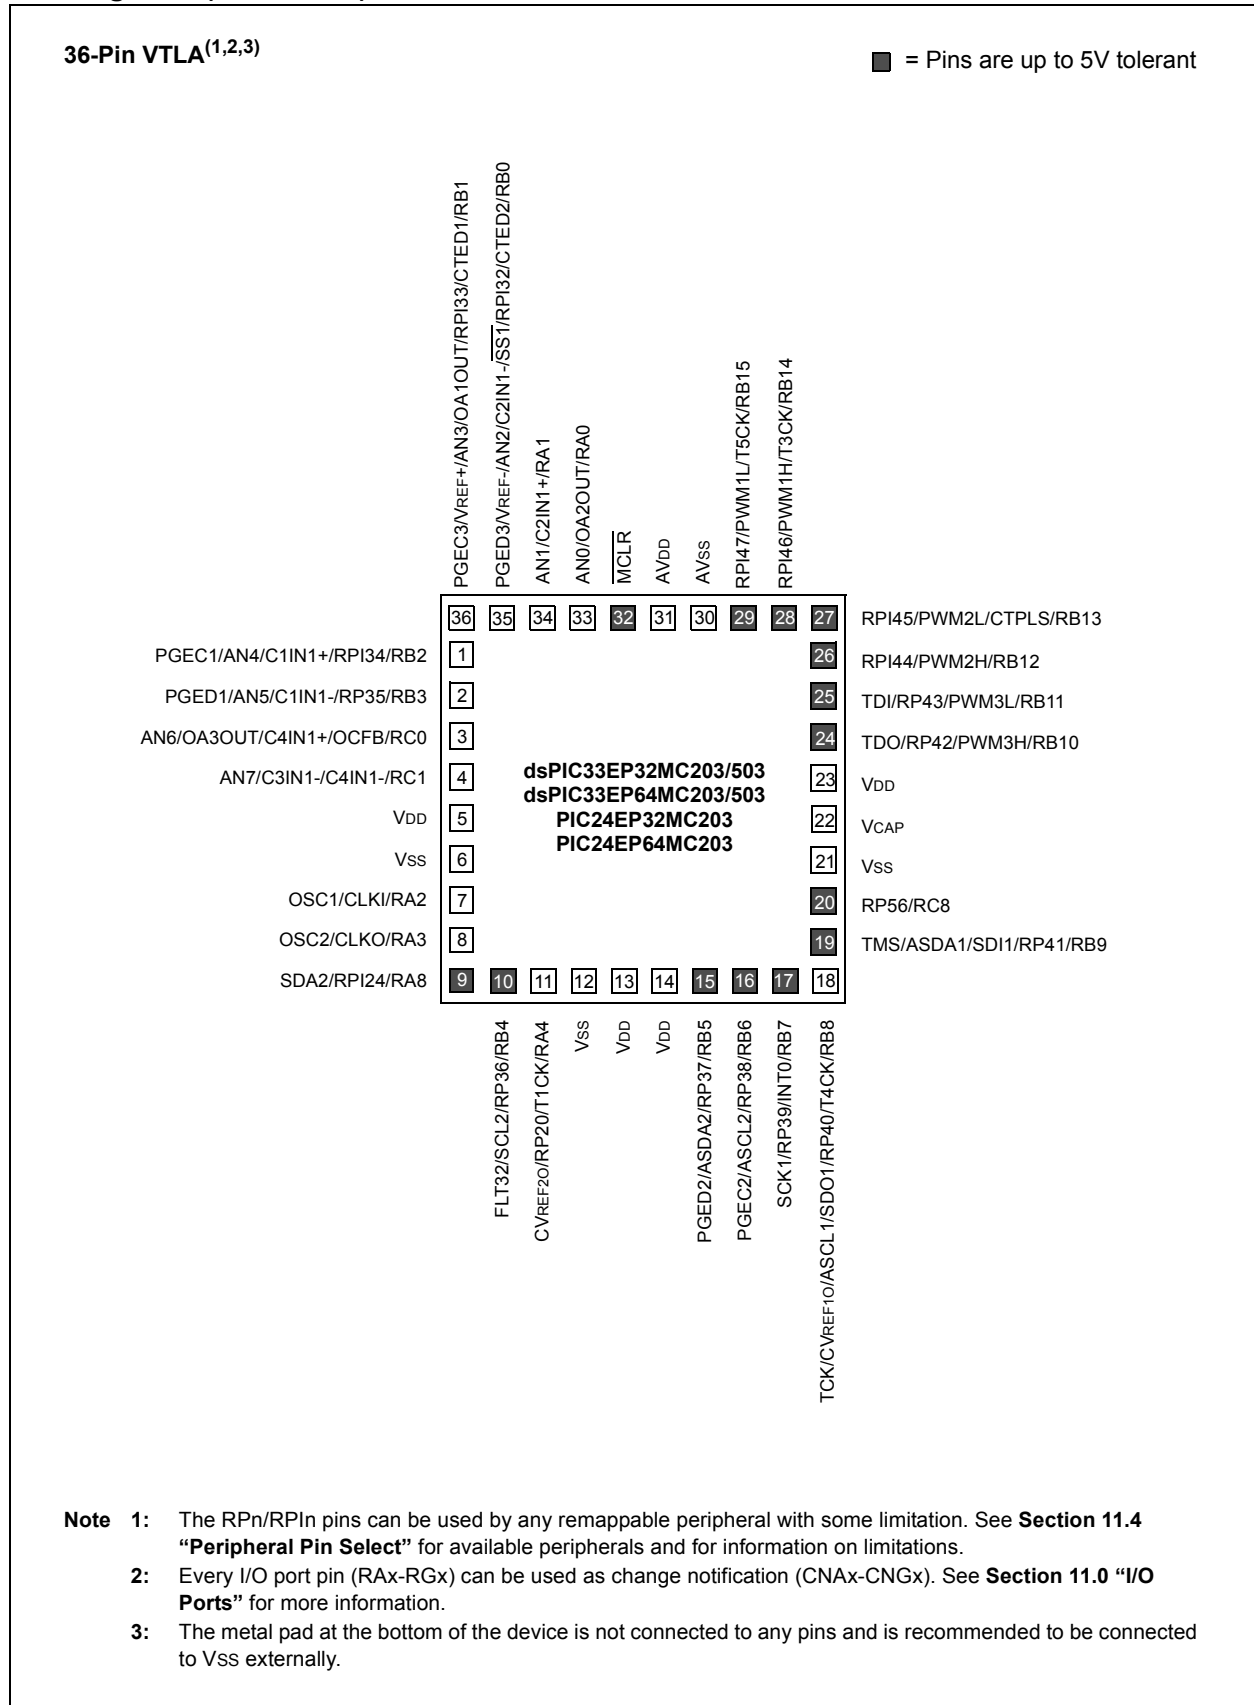 36-Pin VTLA(1,2,3)
= Pins are up to 5V tolerant
PGEC3/VREF+/AN3/OA1OUT/RPI33/CTED1/RB1
PGED3/VREF-/AN2/C2IN1-/SS1/RPI32/CTED2/RB0
AN1/C2IN1+/RA1
AN0/OA2OUT/RA0
MCLR
AVDD
AVSS
RPI47/PWM1L/T5CK/RB15
RPI46/PWM1H/T3CK/RB14
36 35 34 33 32 31 30 29 28 27 RPI45/PWM2L/CTPLS/RB13
PGEC1/AN4/C1IN1+/RPI34/RB2 1 26 RPI44/PWM2H/RB12
PGED1/AN5/C1IN1-/RP35/RB3 2 25 TDI/RP43/PWM3L/RB11
AN6/OA3OUT/C4IN1+/OCFB/RC0 3 24 TDO/RP42/PWM3H/RB10
AN7/C3IN1-/C4IN1-/RC1 4 23 VDD
dsPIC33EP32MC203/503
dsPIC33EP64MC203/503
PIC24EP32MC203
PIC24EP64MC203
VDD 5 22 VCAP
VSS 6 21 VSS
OSC1/CLKI/RA2 7 20 RP56/RC8
OSC2/CLKO/RA3 8 19 TMS/ASDA1/SDI1/RP41/RB9
SDA2/RPI24/RA8 9 10 11 12 13 14 15 16 17 18
FLT32/SCL2/RP36/RB4
CVREF2O/RP20/T1CK/RA4
VSS
VDD
VDD
PGED2/ASDA2/RP37/RB5
PGEC2/ASCL2/RP38/RB6
SCK1/RP39/INT0/RB7
TCK/CVREF1O/ASCL1/SDO1/RP40/T4CK/RB8
Note 1: The RPn/RPIn pins can be used by any remappable peripheral with some limitation. See Section 11.4
“Peripheral Pin Select” for available peripherals and for information on limitations.
2: Every I/O port pin (RAx-RGx) can be used as change notification (CNAx-CNGx). See Section 11.0 “I/O
Ports” for more information.
3: The metal pad at the bottom of the device is not connected to any pins and is recommended to be connected
to VSS externally.